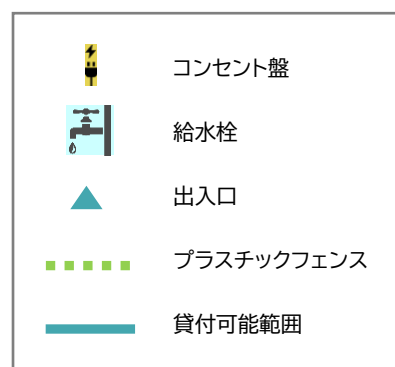 コンセント盤
給水栓
出入口
プラスチックフェンス
貸付可能範囲